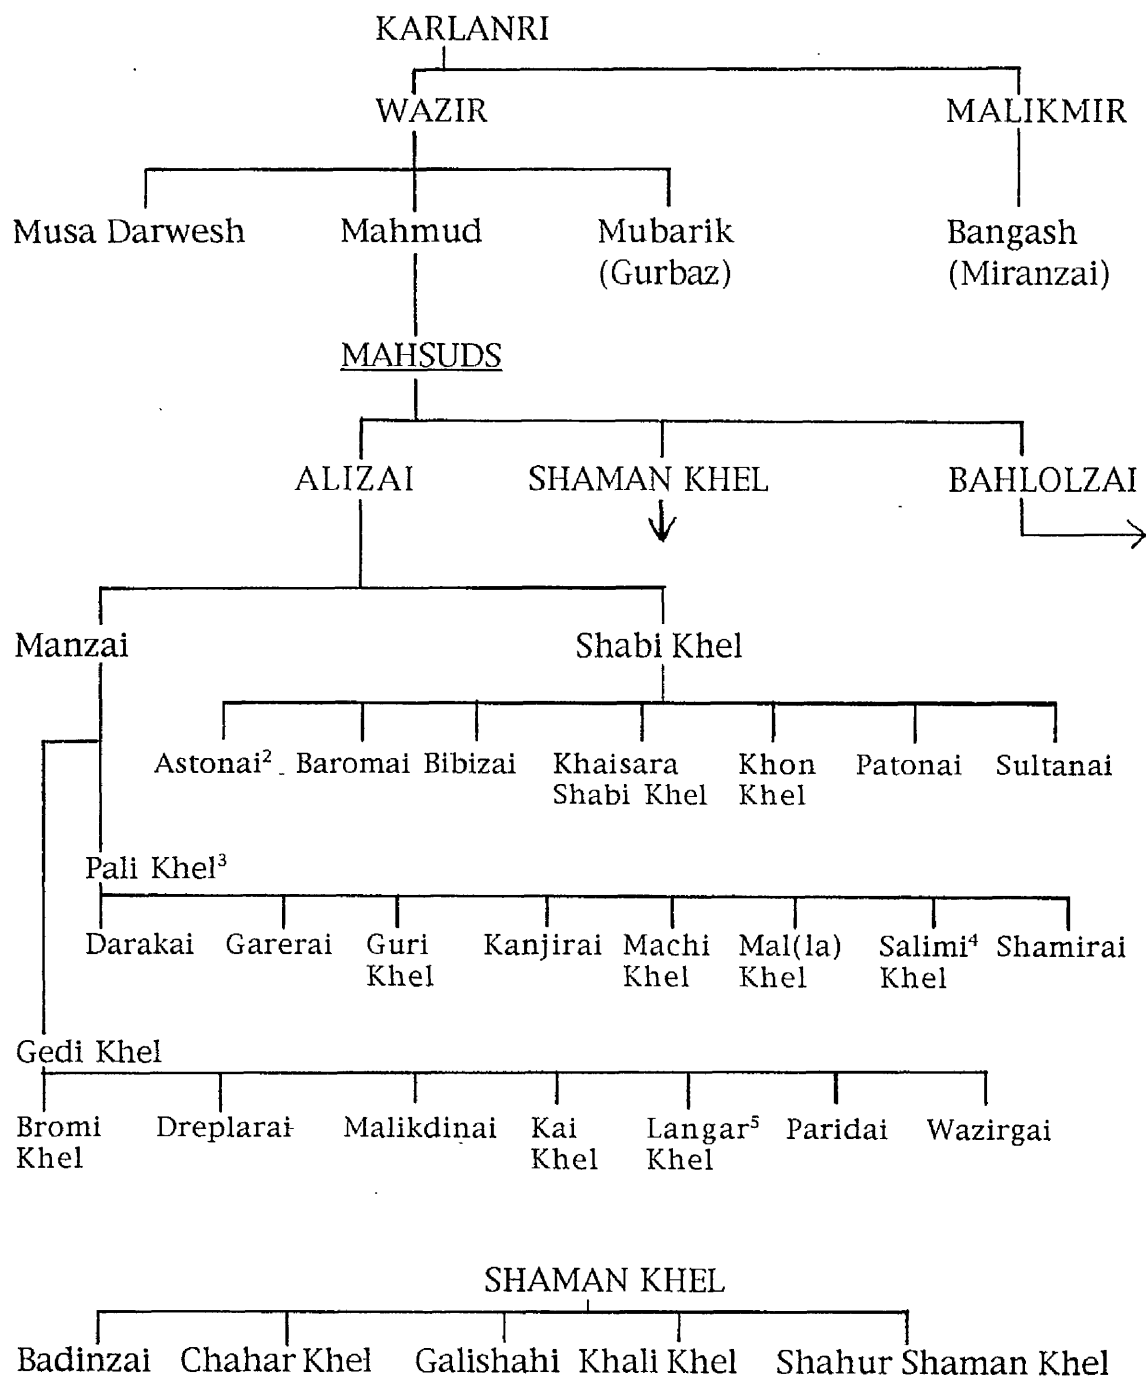 KARLANRI
WAZIR MALIKMIR
Musa Darwesh Mahmud Mubarik Bangash
(Gurbaz) (Miranzai)
MAHSUDS
ALIZAI SHAMAN KHEL BAHLOLZAI
Manzai Shabi Khel
Astonai² Baromai Bibizai Khaisara Khon Patonai Sultanai
Shabi Khel Khel
Pali Khel³
Darakai Garerai Guri Kanjirai Machi Mal(la) Salimi⁴ Shamirai
Khel Khel Khel Khel
Gedi Khel
Bromi Dreplarai Malikdinai Kai Langar⁵ Paridai Wazirgai
Khel Khel Khel
SHAMAN KHEL
Badinzai Chahar Khel Galishahi Khali Khel Shahur Shaman Khel